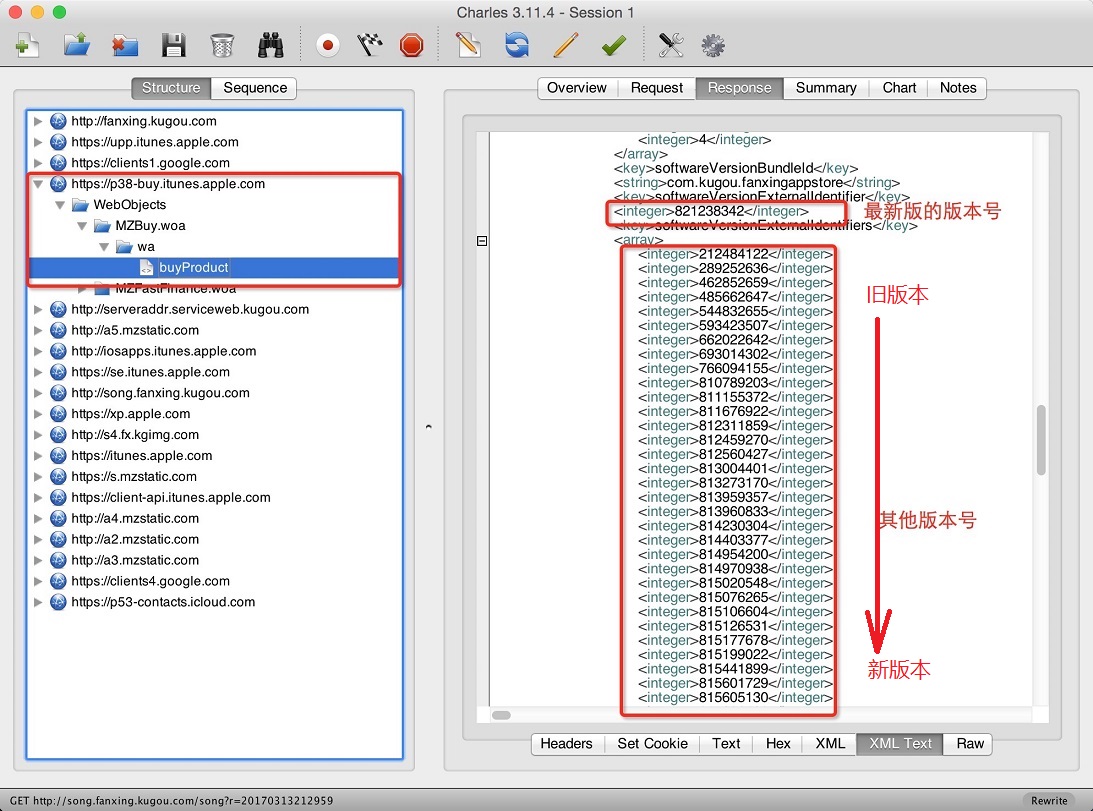 Charles 3.11.4 - Session 1
Structure
Sequence
Overview
Request
Response
Summary
Chart
Notes
http://fanxing.kugou.com
https://upp.itunes.apple.com
https://clients1.google.com
https://p38-buy.itunes.apple.com
WebObjects
MZBuy.woa
wa
buyProduct
MZFastFinance.woa
http://serveraddr.serviceweb.kugou.com
http://a5.mzstatic.com
http://iosapps.itunes.apple.com
https://se.itunes.apple.com
http://song.fanxing.kugou.com
https://xp.apple.com
http://s4.fx.kgimg.com
https://itunes.apple.com
https://s.mzstatic.com
https://client-api.itunes.apple.com
http://a4.mzstatic.com
http://a2.mzstatic.com
http://a3.mzstatic.com
https://clients4.google.com
https://p53-contacts.icloud.com
<integer>4</integer>
</array>
<key>softwareVersionBundleId</key>
<string>com.kugou.fanxingappstore</string>
<key>softwareVersionExternalIdentifier</key>
<integer>821238342</integer>
最新版的版本号
<key>softwareVersionExternalIdentifiers</key>
<array>
<integer>212484122</integer>
<integer>289252636</integer>
<integer>462852659</integer>
<integer>485662647</integer>
<integer>544832655</integer>
<integer>593423507</integer>
<integer>662022642</integer>
<integer>693014302</integer>
<integer>766094155</integer>
<integer>810789203</integer>
<integer>811155372</integer>
<integer>811676922</integer>
<integer>812311859</integer>
<integer>812459270</integer>
<integer>812560427</integer>
<integer>813004401</integer>
<integer>813273170</integer>
<integer>813959357</integer>
<integer>813960833</integer>
<integer>814230304</integer>
<integer>814403377</integer>
<integer>814954200</integer>
<integer>814970938</integer>
<integer>815020548</integer>
<integer>815076265</integer>
<integer>815106604</integer>
<integer>815126531</integer>
<integer>815177678</integer>
<integer>815199022</integer>
<integer>815441899</integer>
<integer>815601729</integer>
<integer>815605130</integer>
旧版本
其他版本号
新版本
Headers
Set Cookie
Text
Hex
XML
XML Text
Raw
GET http://song.fanxing.kugou.com/song?r=20170313212959
Rewrite